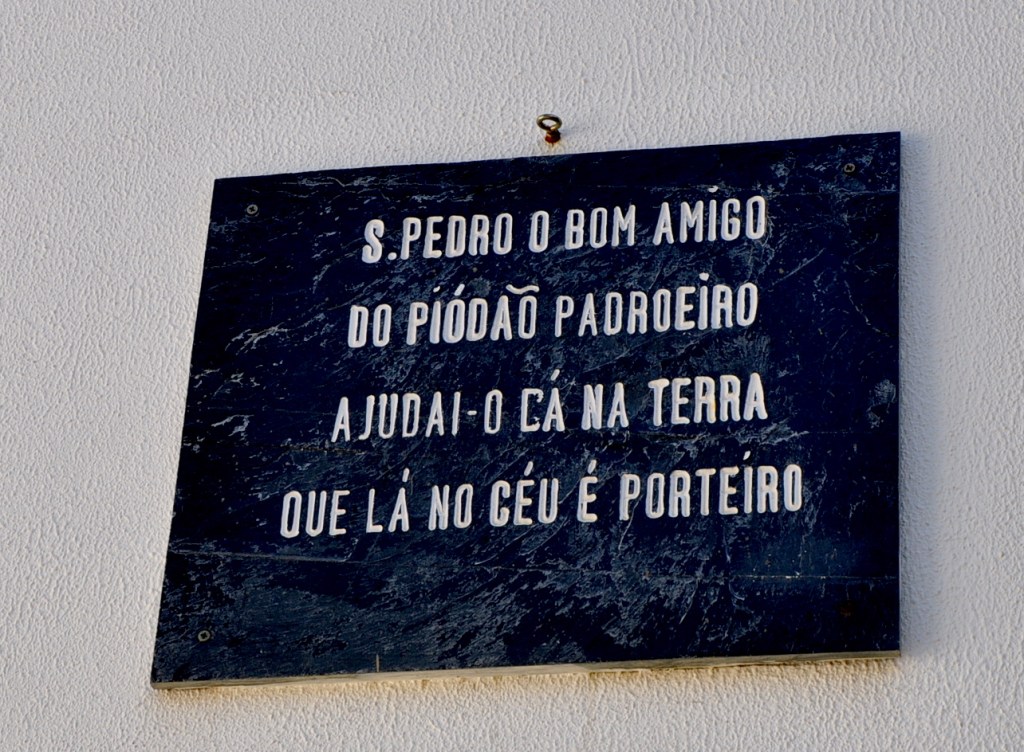 S.PEDRO O BOM AMIGO
DO PIÓDÃO PADROEIRO
AJUDAI-O CÁ NA TERRA
QUE LÁ NO CÉU É PORTEIRO